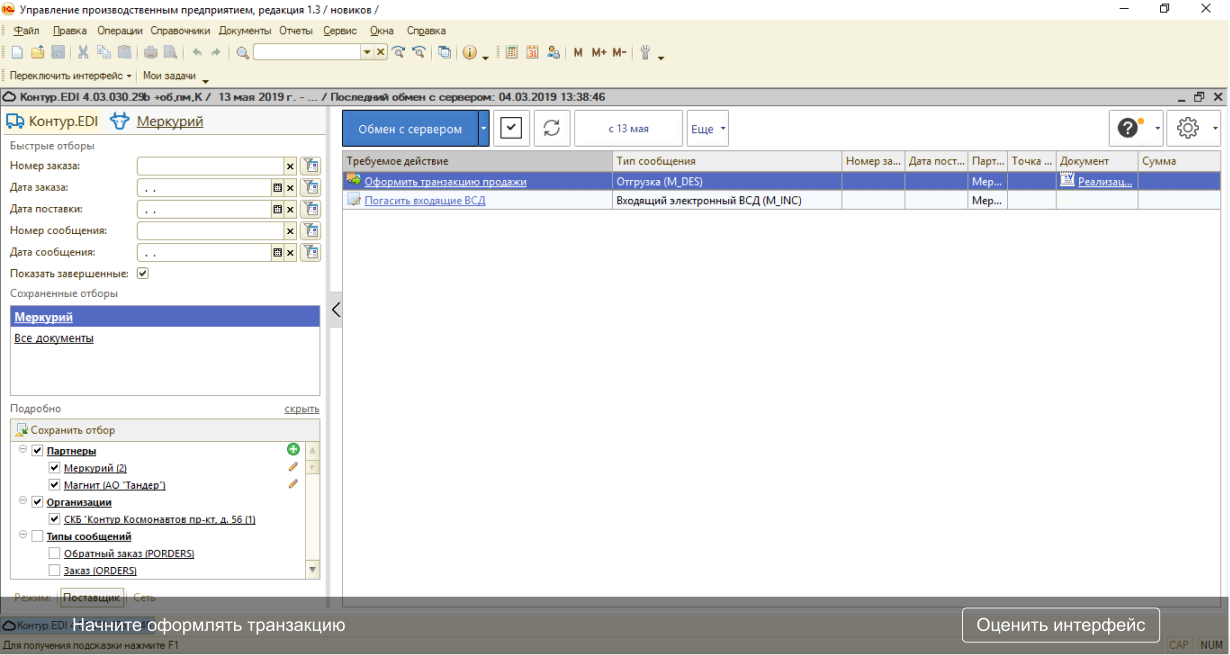 Управление производственным предприятием, редакция 1.3 / новиков /
Файл Правка Операции Справочники Документы Отчеты Сервис Окна Справка
M M+ M-
Переключить интерфейс Мои задачи
Контур.EDI 4.03.030.29b +об,пм,К / 13 мая 2019 г. - ... / Последний обмен с сервером: 04.03.2019 13:38:46
Контур.EDI Меркурий
Обмен с сервером с 13 мая Еще
Быстрые отборы
Номер заказа:
Дата заказа: . .
Дата поставки: . .
Номер сообщения:
Дата сообщения: . .
Показать завершенные:
Сохраненные отборы
Меркурий
Все документы
Подробно скрыть
Сохранить отбор
Партнеры
Меркурий (2)
Магнит (АО "Тандер")
Организации
СКБ "Контур Космонавтов пр-кт, д. 56 (1)
Типы сообщений
Обратный заказ (PORDERS)
Заказ (ORDERS)
Режим: Поставщик Сеть
Требуемое действие Тип сообщения Номер за... Дата пост... Парт... Точка ... Документ Сумма
Оформить транзакцию продажи Отгрузка (M_DES) Мер... Реализац...
Погасить входящие ВСД Входящий электронный ВСД (M_INC) Мер...
Контур.EDI
Начните оформлять транзакцию
Оценить интерфейс
Для получения подсказки нажмите F1
CAP NUM